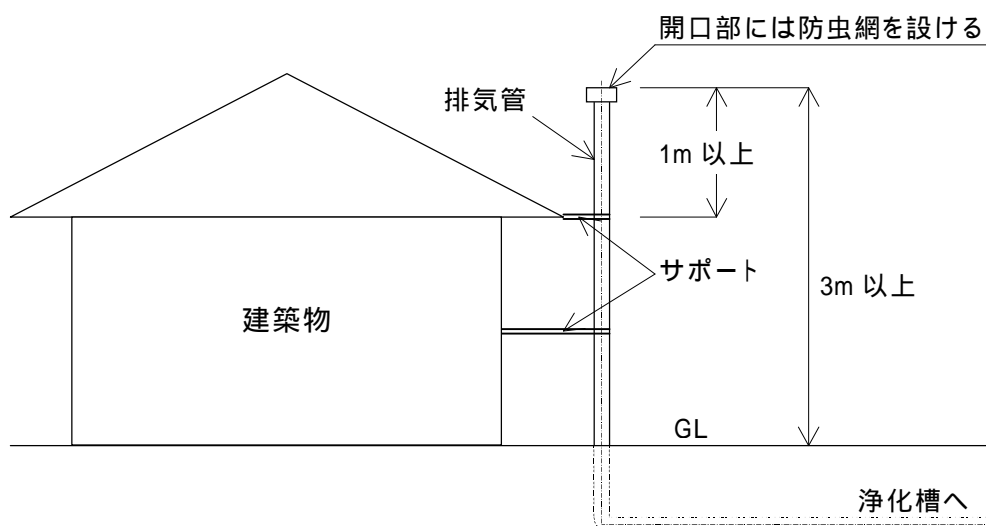 開口部には防虫網を設ける
排気管
1m 以上
サポート
3m 以上
建築物
GL
浄化槽へ